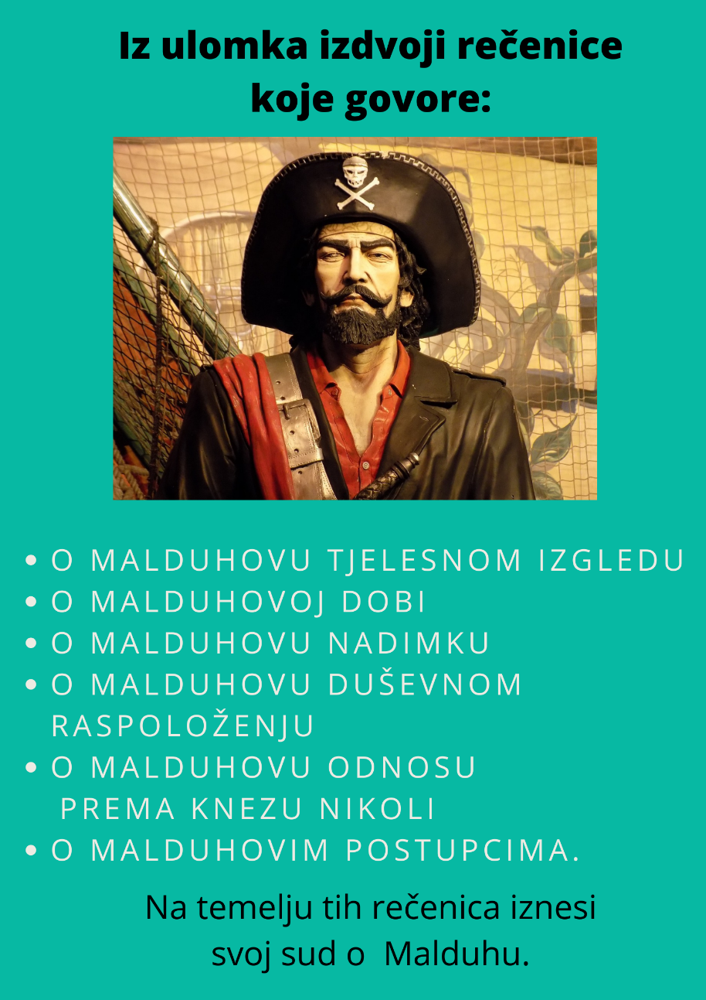 Iz ulomka izdvoji rečenice
koje govore:
• O MALDUHOVU TJELESNOM IZGLEDU
• O MALDUHOVOJ DOBI
• O MALDUHOVU NADIMKU
• O MALDUHOVU DUŠEVNOM
RASPOLOŽENJU
• O MALDUHOVU ODNOSU
PREMA KNEZU NIKOLI
• O MALDUHOVIM POSTUPCIMA.
Na temelju tih rečenica iznesi
svoj sud o Malduhu.